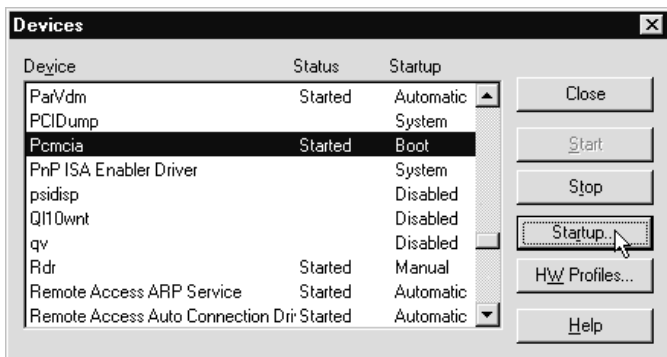 Devices
Device Status Startup
ParVdm Started Automatic
PCIDump System
Pcmcia Started Boot
PnP ISA Enabler Driver System
psidisp Disabled
Ql10wnt Disabled
qv Disabled
Rdr Started Manual
Remote Access ARP Service Started Automatic
Remote Access Auto Connection Dri Started Automatic
Close
Start
Stop
Startup...
HW Profiles...
Help